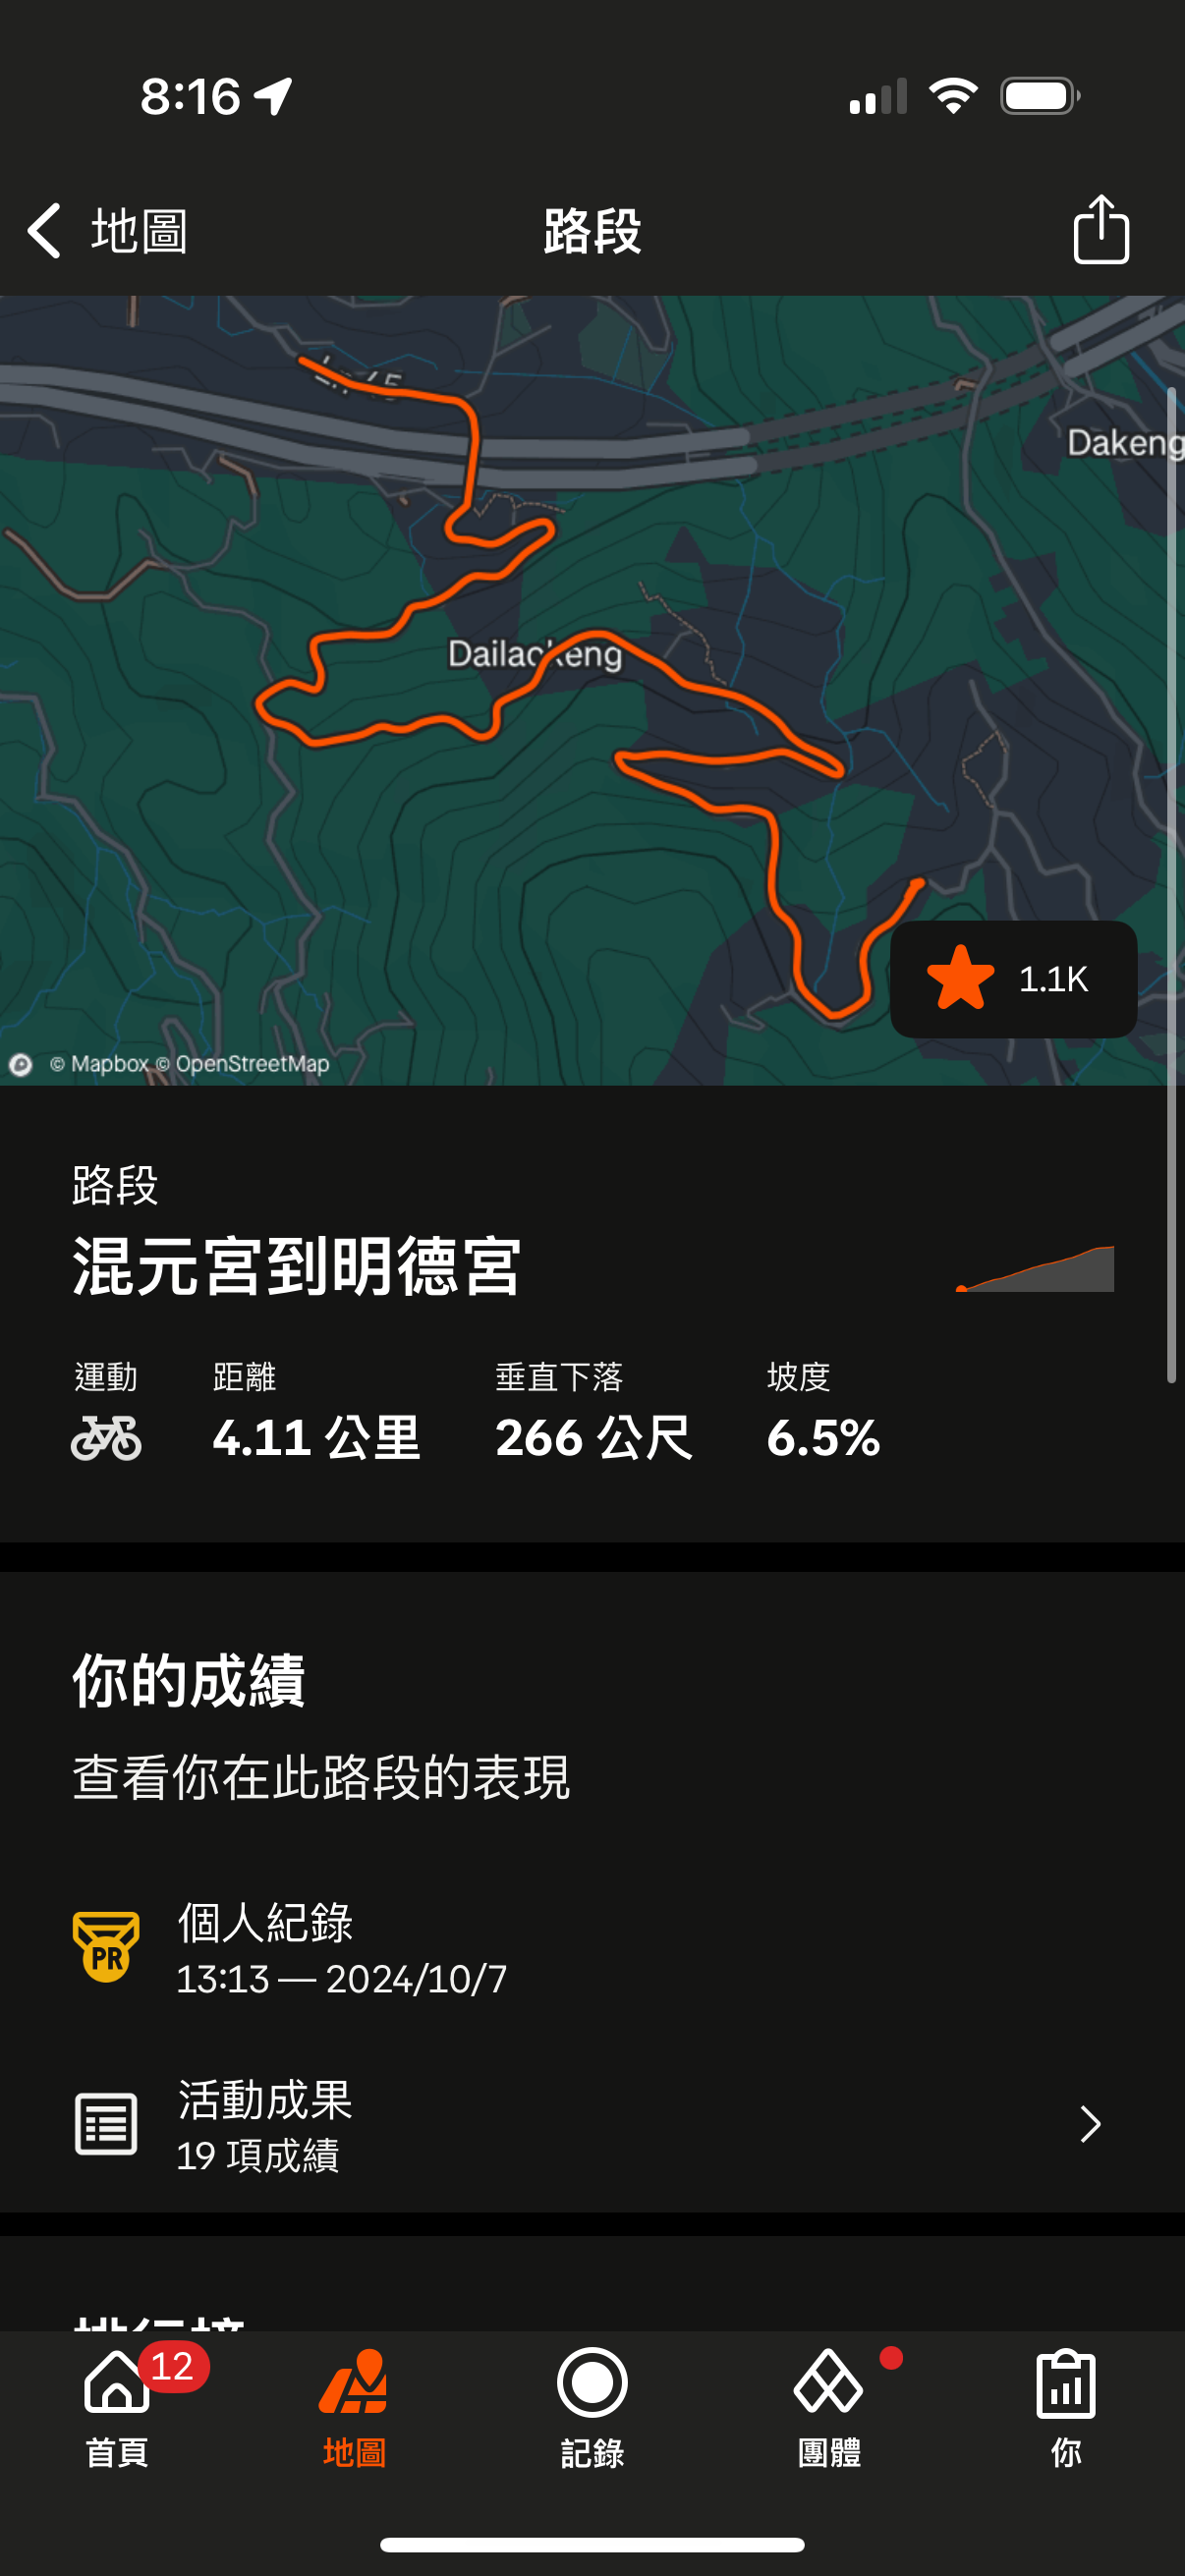 8:16
地圖
路段
Dakeng
Dailaokeng
1.1K
© Mapbox © OpenStreetMap
路段
混元宮到明德宮
運動 距離 垂直下落 坡度
4.11 公里 266 公尺 6.5%
你的成績
查看你在此路段的表現
PR
個人紀錄
13:13 — 2024/10/7
活動成果
19 項成績
12
首頁 地圖 記錄 團體 你